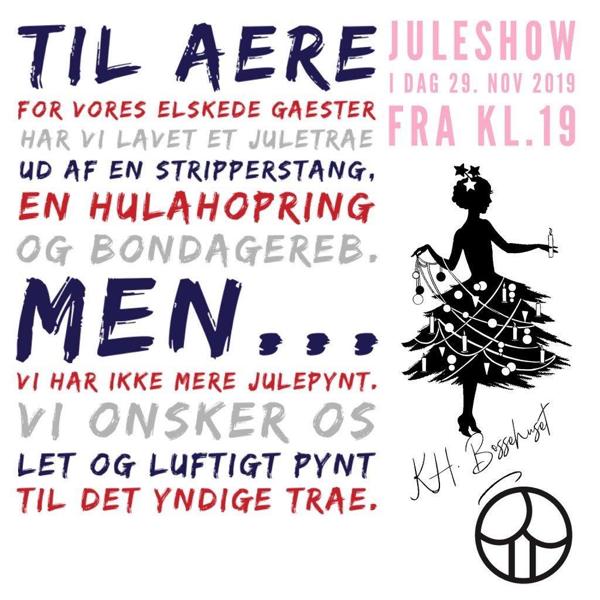 TIL AERE
FOR VORES ELSKEDE GAESTER
HAR VI LAVET ET JULETRAE
UD AF EN STRIPPERSTANG,
EN HULAHOPRING
OG BONDAGEREB.
MEN...
VI HAR IKKE MERE JULEPYNT.
VI ONSKER OS
LET OG LUFTIGT PYNT
TIL DET YNDIGE TRAE.
JULESHOW
I DAG 29. NOV 2019
FRA KL.19
KH. Bøssehuset